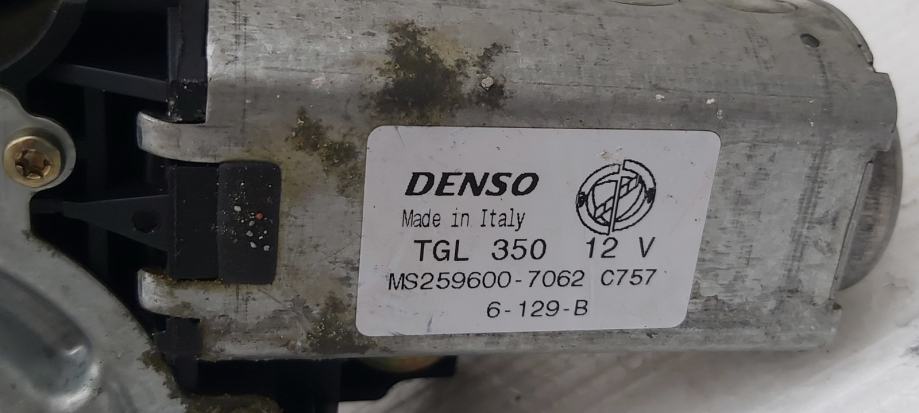 DENSO
Made in Italy
TGL 350 12 V
MS259600-7062 C757
6-129-B